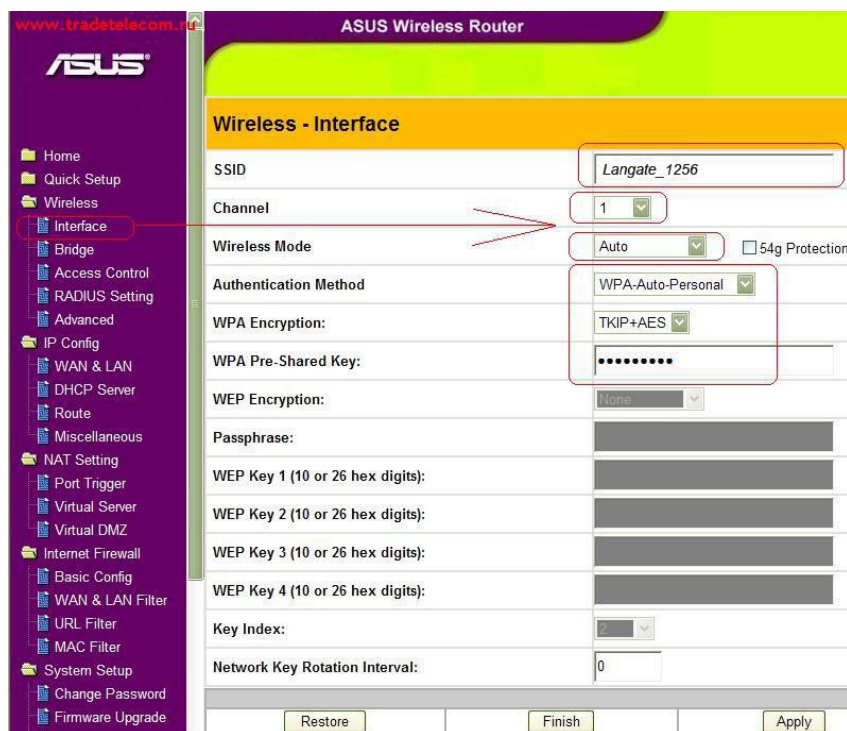 www.tradetelecom.ru
ASUS Wireless Router
ASUS
Home
Quick Setup
Wireless
Interface
Bridge
Access Control
RADIUS Setting
Advanced
IP Config
WAN & LAN
DHCP Server
Route
Miscellaneous
NAT Setting
Port Trigger
Virtual Server
Virtual DMZ
Internet Firewall
Basic Config
WAN & LAN Filter
URL Filter
MAC Filter
System Setup
Change Password
Firmware Upgrade
Wireless - Interface
SSID Langate_1256
Channel 1
Wireless Mode Auto 54g Protection
Authentication Method WPA-Auto-Personal
WPA Encryption: TKIP+AES
WPA Pre-Shared Key: •••••••••
WEP Encryption: None
Passphrase:
WEP Key 1 (10 or 26 hex digits):
WEP Key 2 (10 or 26 hex digits):
WEP Key 3 (10 or 26 hex digits):
WEP Key 4 (10 or 26 hex digits):
Key Index: 2
Network Key Rotation Interval: 0
Restore Finish Apply